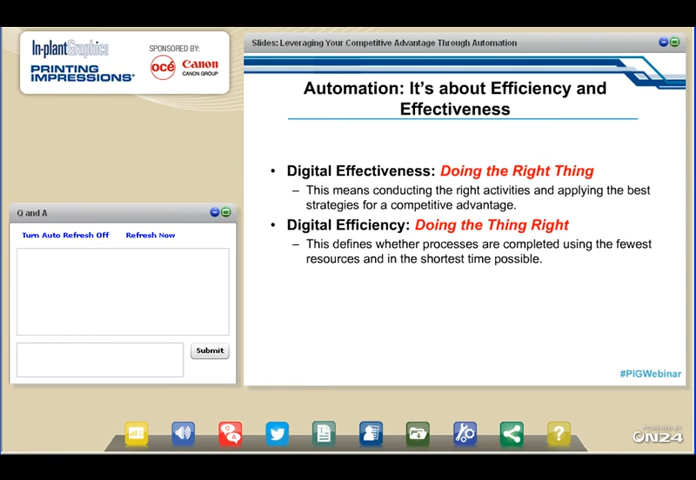 In-plantGraphics
PRINTING
IMPRESSIONS®
SPONSORED BY:
océ
Canon
CANON GROUP
Slides: Leveraging Your Competitive Advantage Through Automation
Automation: It's about Efficiency and
Effectiveness
• Digital Effectiveness: Doing the Right Thing
– This means conducting the right activities and applying the best
strategies for a competitive advantage.
• Digital Efficiency: Doing the Thing Right
– This defines whether processes are completed using the fewest
resources and in the shortest time possible.
#PIGWebinar
Q and A
Turn Auto Refresh Off Refresh Now
Submit
Q
A
?
POWERED BY
ON24